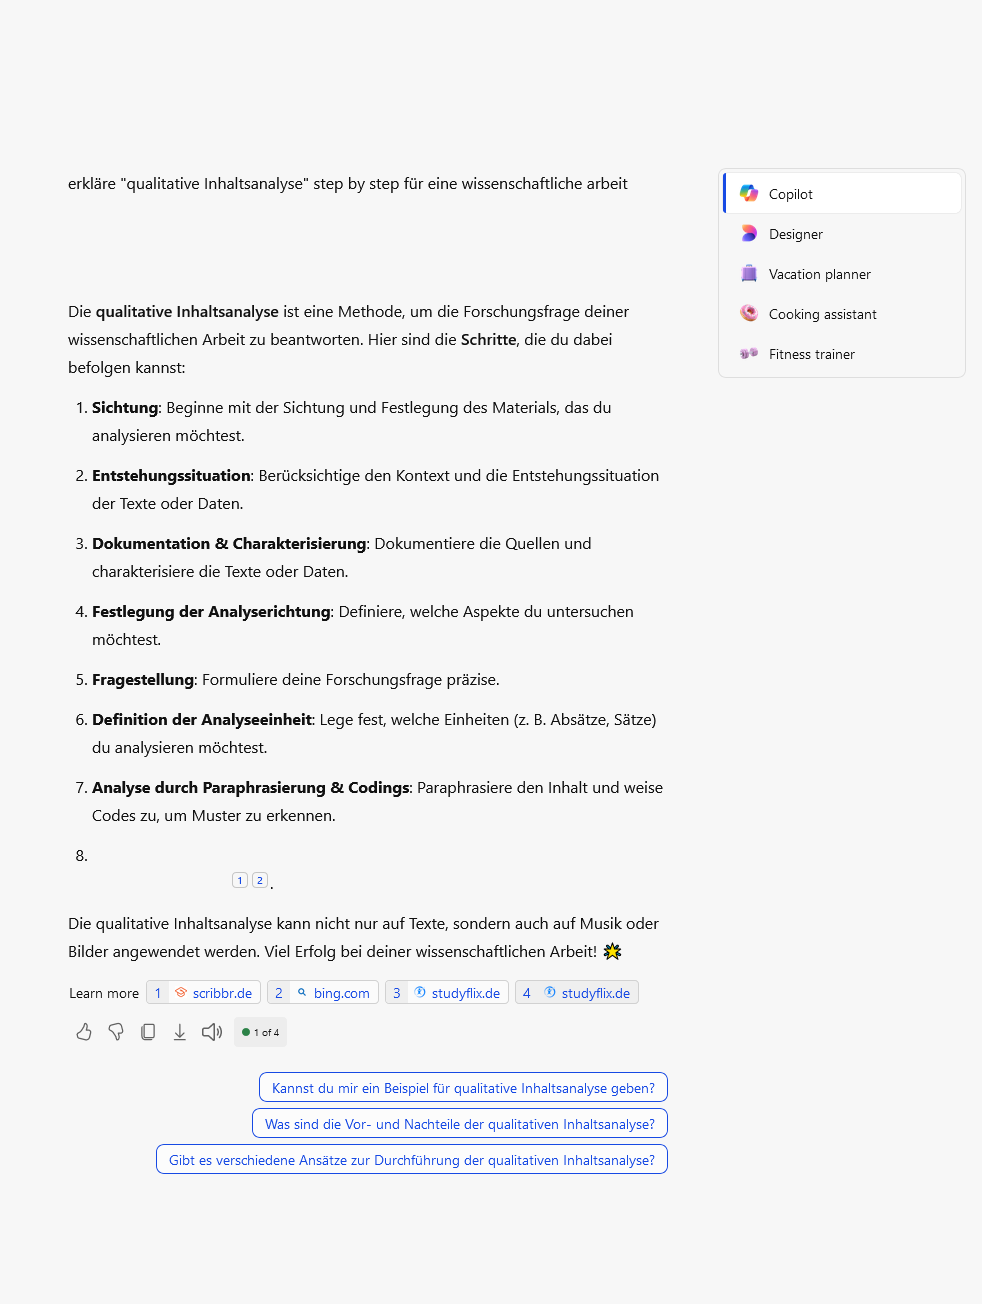 erkläre "qualitative Inhaltsanalyse" step by step für eine wissenschaftliche arbeit
Copilot
Designer
Vacation planner
Cooking assistant
Fitness trainer
Die qualitative Inhaltsanalyse ist eine Methode, um die Forschungsfrage deiner
wissenschaftlichen Arbeit zu beantworten. Hier sind die Schritte, die du dabei
befolgen kannst:
1. Sichtung: Beginne mit der Sichtung und Festlegung des Materials, das du
analysieren möchtest.
2. Entstehungssituation: Berücksichtige den Kontext und die Entstehungssituation
der Texte oder Daten.
3. Dokumentation & Charakterisierung: Dokumentiere die Quellen und
charakterisiere die Texte oder Daten.
4. Festlegung der Analyserichtung: Definiere, welche Aspekte du untersuchen
möchtest.
5. Fragestellung: Formuliere deine Forschungsfrage präzise.
6. Definition der Analyseeinheit: Lege fest, welche Einheiten (z. B. Absätze, Sätze)
du analysieren möchtest.
7. Analyse durch Paraphrasierung & Codings: Paraphrasiere den Inhalt und weise
Codes zu, um Muster zu erkennen.
8.
1 2 .
Die qualitative Inhaltsanalyse kann nicht nur auf Texte, sondern auch auf Musik oder
Bilder angewendet werden. Viel Erfolg bei deiner wissenschaftlichen Arbeit! 🌟
Learn more 1 scribbr.de 2 bing.com 3 studyflix.de 4 studyflix.de
1 of 4
Kannst du mir ein Beispiel für qualitative Inhaltsanalyse geben?
Was sind die Vor- und Nachteile der qualitativen Inhaltsanalyse?
Gibt es verschiedene Ansätze zur Durchführung der qualitativen Inhaltsanalyse?